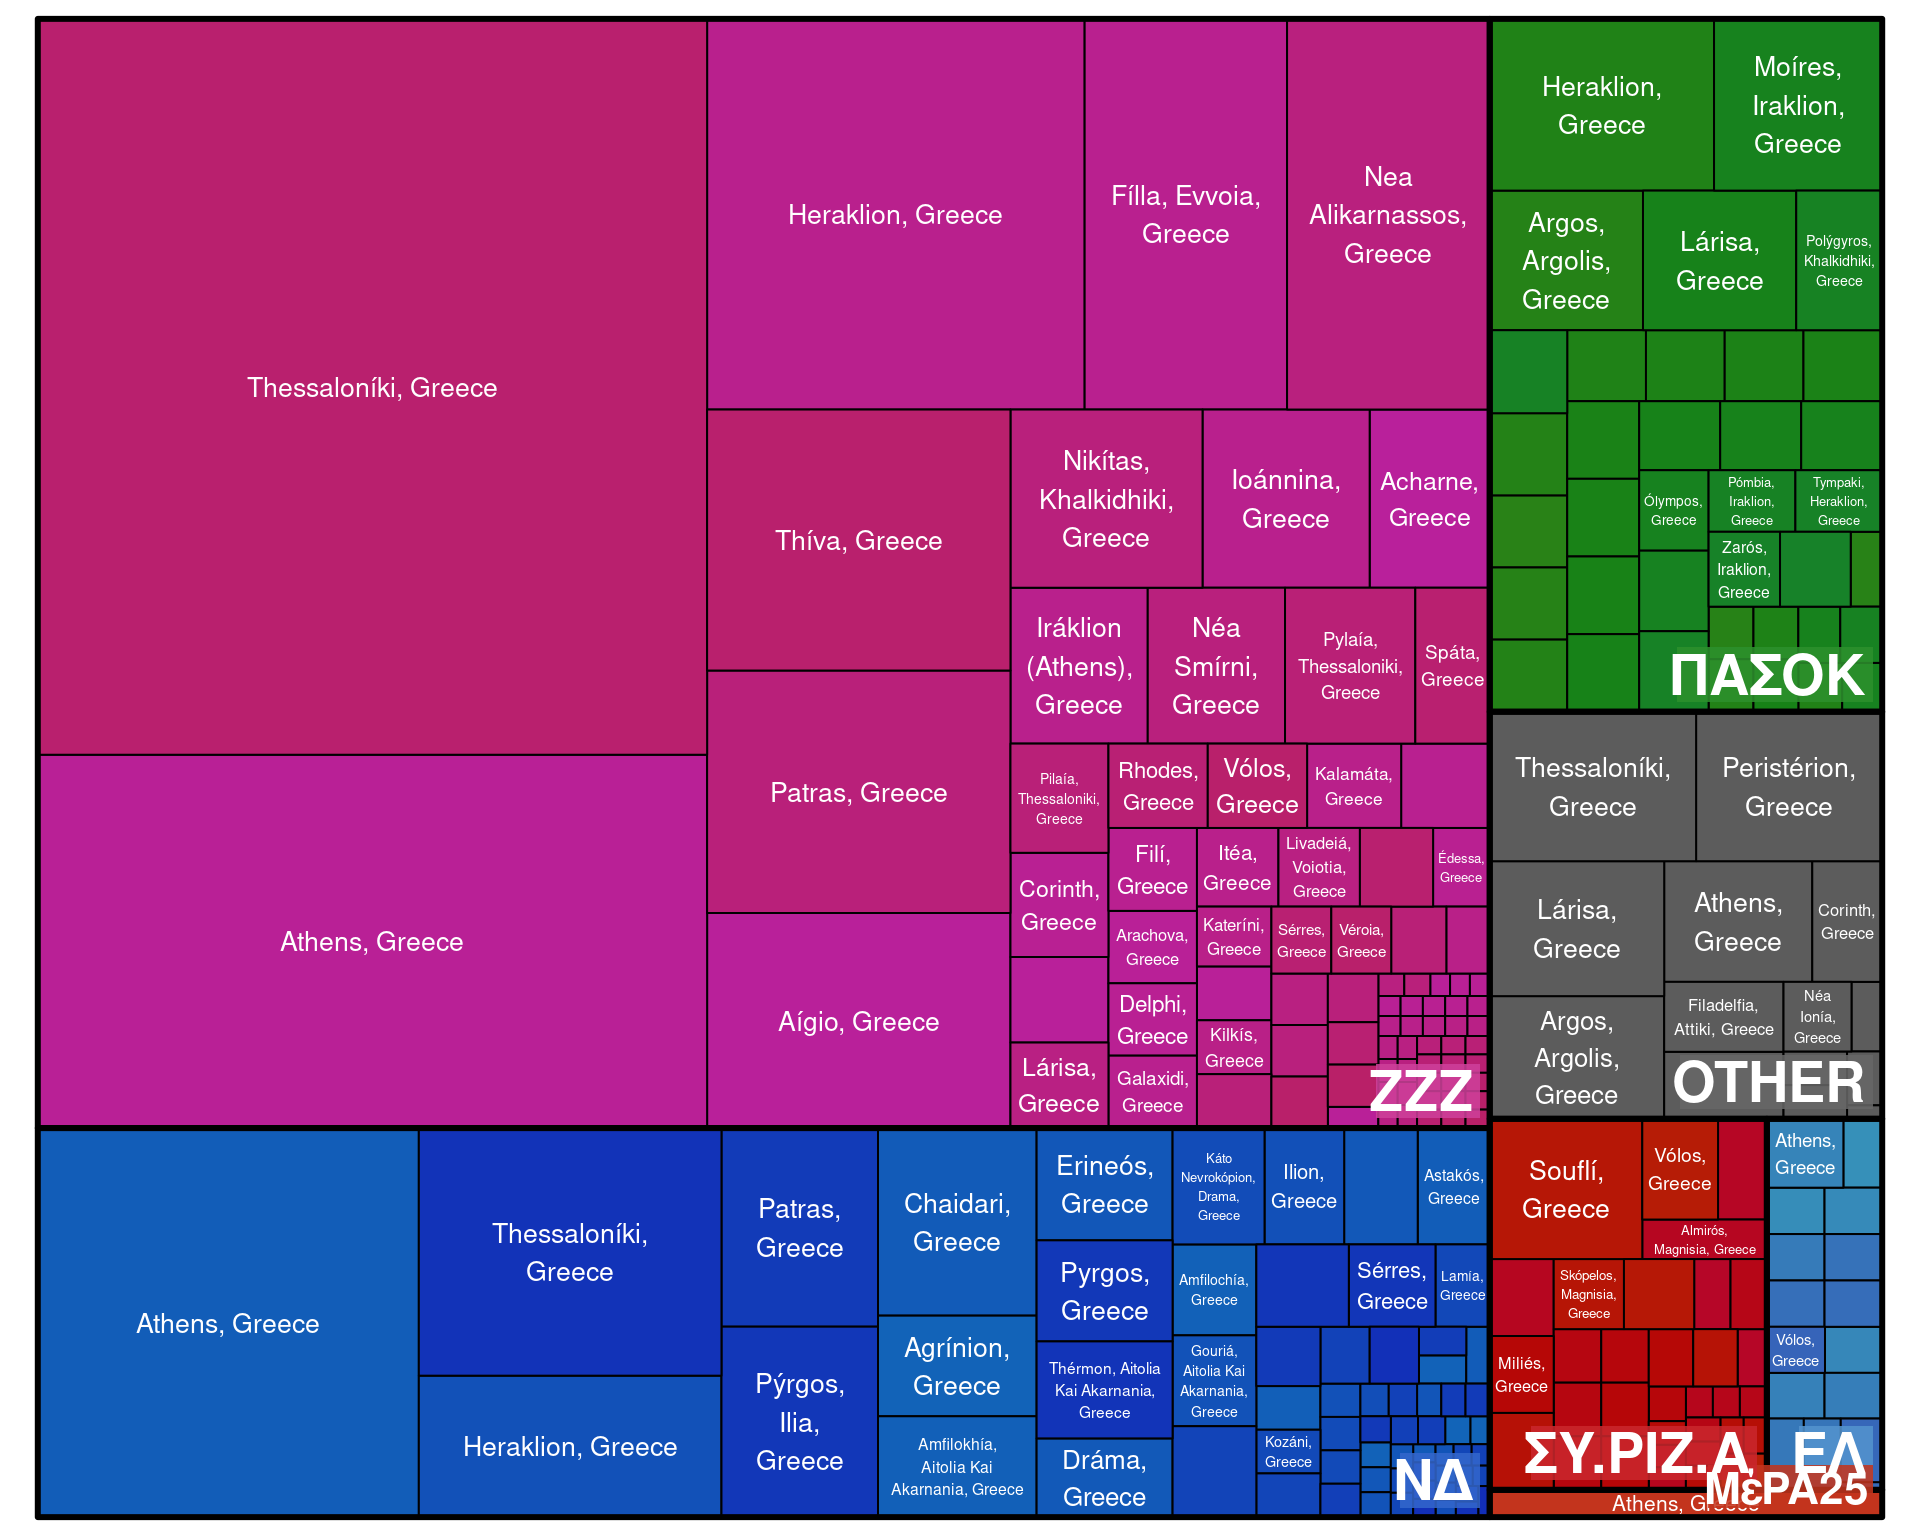 Thessaloníki, Greece
Athens, Greece
Heraklion, Greece
Fílla, Evvoia,
Greece
Nea
Alikarnassos,
Greece
Thíva, Greece
Patras, Greece
Aígio, Greece
Nikítas,
Khalkidhiki,
Greece
Ioánnina,
Greece
Acharne,
Greece
Iráklion
(Athens),
Greece
Néa
Smírni,
Greece
Pylaía,
Thessaloniki,
Greece
Spáta,
Greece
Pilaía,
Thessaloniki,
Greece
Rhodes,
Greece
Vólos,
Greece
Kalamáta,
Greece
Corinth,
Greece
Filí,
Greece
Itéa,
Greece
Livadeiá,
Voiotia,
Greece
Édessa,
Greece
Arachova,
Greece
Kateríni,
Greece
Sérres,
Greece
Véroia,
Greece
Delphi,
Greece
Kilkís,
Greece
Lárisa,
Greece
Galaxidi,
Greece
ZZZ
Athens, Greece
Thessaloníki,
Greece
Heraklion, Greece
Patras,
Greece
Pýrgos,
Ilia,
Greece
Chaidari,
Greece
Agrínion,
Greece
Amfilokhía,
Aitolia Kai
Akarnania, Greece
Erineós,
Greece
Pyrgos,
Greece
Thérmon, Aitolia
Kai Akarnania,
Greece
Dráma,
Greece
Káto
Nevrokópion,
Drama,
Greece
Ilion,
Greece
Astakós,
Greece
Amfilochía,
Greece
Sérres,
Greece
Lamía,
Greece
Gouriá,
Aitolia Kai
Akarnania,
Greece
Kozáni,
Greece
ΝΔ
Heraklion,
Greece
Moíres,
Iraklion,
Greece
Argos,
Argolis,
Greece
Lárisa,
Greece
Polýgyros,
Khalkidhiki,
Greece
Ólympos,
Greece
Pómbia,
Iraklion,
Greece
Tympaki,
Heraklion,
Greece
Zarós,
Iraklion,
Greece
ΠΑΣΟΚ
Thessaloníki,
Greece
Peristérion,
Greece
Lárisa,
Greece
Athens,
Greece
Corinth,
Greece
Argos,
Argolis,
Greece
Filadelfia,
Attiki, Greece
Néa
Ionía,
Greece
OTHER
Souflí,
Greece
Vólos,
Greece
Almirós,
Magnisia, Greece
Skópelos,
Magnisia,
Greece
Miliés,
Greece
ΣΥ.ΡΙΖ.Α.
Athens,
Greece
Vólos,
Greece
ΕΛ
Athens, Greece
ΜέΡΑ25